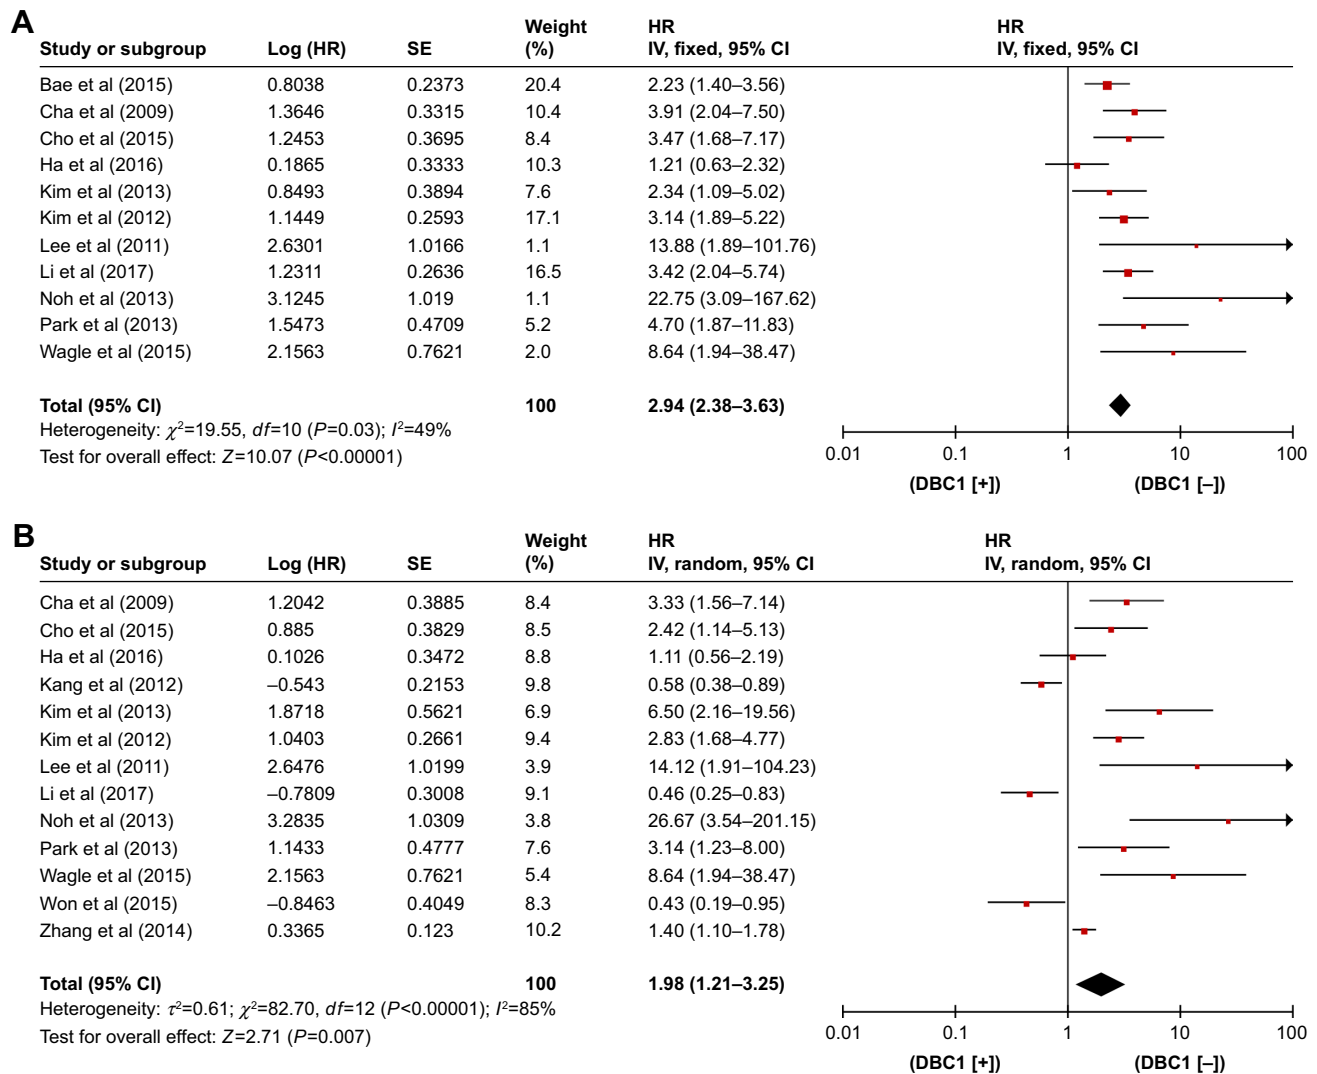 A
Study or subgroup Log (HR) SE Weight (%) HR IV, fixed, 95% CI HR IV, fixed, 95% CI
Bae et al (2015) 0.8038 0.2373 20.4 2.23 (1.40–3.56)
Cha et al (2009) 1.3646 0.3315 10.4 3.91 (2.04–7.50)
Cho et al (2015) 1.2453 0.3695 8.4 3.47 (1.68–7.17)
Ha et al (2016) 0.1865 0.3333 10.3 1.21 (0.63–2.32)
Kim et al (2013) 0.8493 0.3894 7.6 2.34 (1.09–5.02)
Kim et al (2012) 1.1449 0.2593 17.1 3.14 (1.89–5.22)
Lee et al (2011) 2.6301 1.0166 1.1 13.88 (1.89–101.76)
Li et al (2017) 1.2311 0.2636 16.5 3.42 (2.04–5.74)
Noh et al (2013) 3.1245 1.019 1.1 22.75 (3.09–167.62)
Park et al (2013) 1.5473 0.4709 5.2 4.70 (1.87–11.83)
Wagle et al (2015) 2.1563 0.7621 2.0 8.64 (1.94–38.47)
Total (95% CI) 100 2.94 (2.38–3.63)
Heterogeneity: χ²=19.55, df=10 (P=0.03); I²=49%
Test for overall effect: Z=10.07 (P<0.00001)
0.01 0.1 1 10 100
(DBC1 [+]) (DBC1 [–])
B
Study or subgroup Log (HR) SE Weight (%) HR IV, random, 95% CI HR IV, random, 95% CI
Cha et al (2009) 1.2042 0.3885 8.4 3.33 (1.56–7.14)
Cho et al (2015) 0.885 0.3829 8.5 2.42 (1.14–5.13)
Ha et al (2016) 0.1026 0.3472 8.8 1.11 (0.56–2.19)
Kang et al (2012) –0.543 0.2153 9.8 0.58 (0.38–0.89)
Kim et al (2013) 1.8718 0.5621 6.9 6.50 (2.16–19.56)
Kim et al (2012) 1.0403 0.2661 9.4 2.83 (1.68–4.77)
Lee et al (2011) 2.6476 1.0199 3.9 14.12 (1.91–104.23)
Li et al (2017) –0.7809 0.3008 9.1 0.46 (0.25–0.83)
Noh et al (2013) 3.2835 1.0309 3.8 26.67 (3.54–201.15)
Park et al (2013) 1.1433 0.4777 7.6 3.14 (1.23–8.00)
Wagle et al (2015) 2.1563 0.7621 5.4 8.64 (1.94–38.47)
Won et al (2015) –0.8463 0.4049 8.3 0.43 (0.19–0.95)
Zhang et al (2014) 0.3365 0.123 10.2 1.40 (1.10–1.78)
Total (95% CI) 100 1.98 (1.21–3.25)
Heterogeneity: τ²=0.61; χ²=82.70, df=12 (P<0.00001); I²=85%
Test for overall effect: Z=2.71 (P=0.007)
0.01 0.1 1 10 100
(DBC1 [+]) (DBC1 [–])